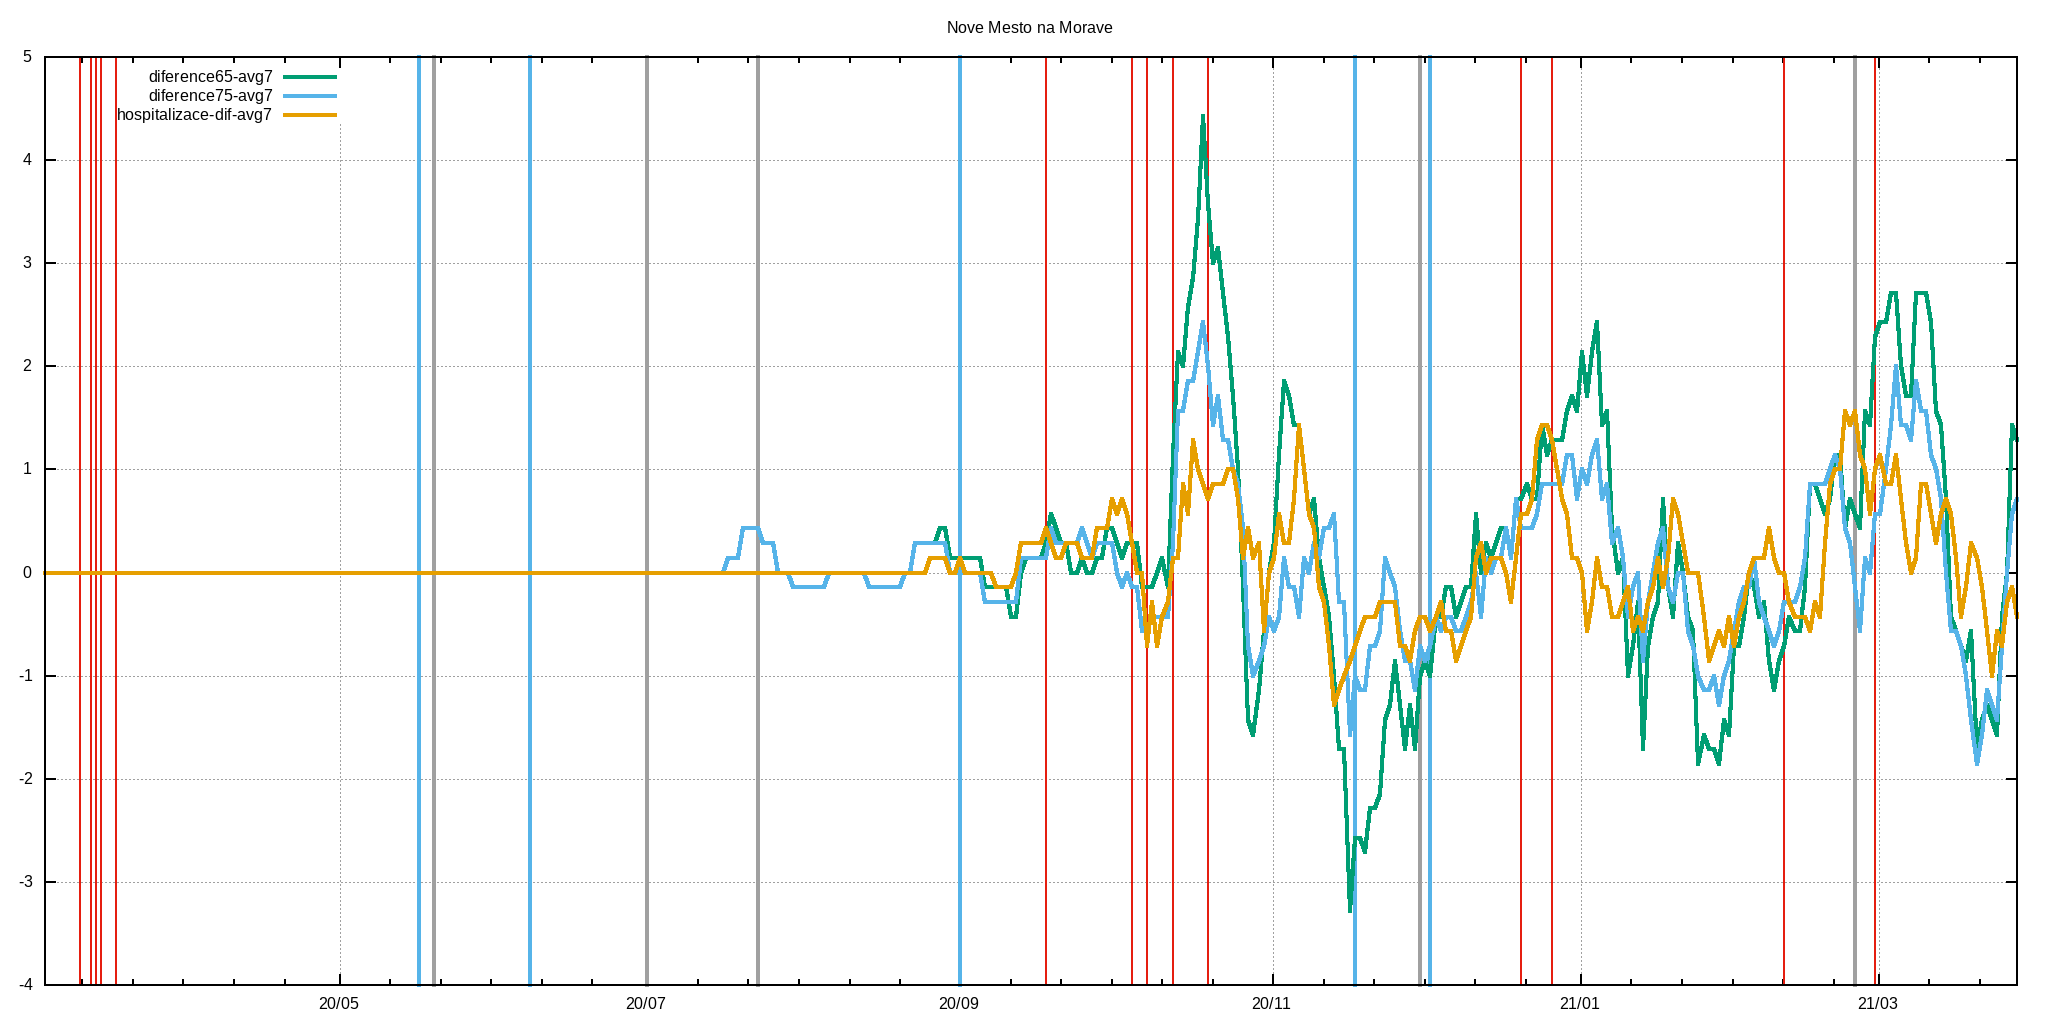 Nove Mesto na Morave
5
diference65-avg7
diference75-avg7
hospitalizace-dif-avg7
4
3
2
1
0
-1
-2
-3
-4
20/05 20/07 20/09 20/11 21/01 21/03